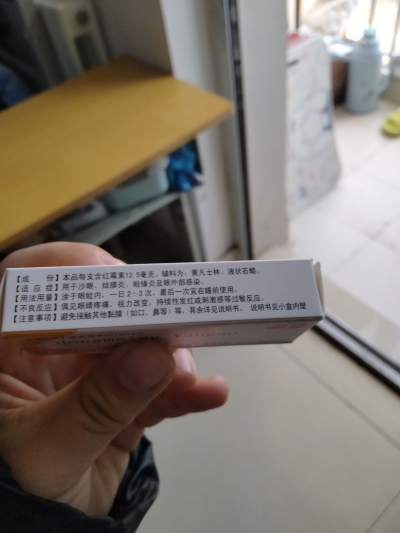 【成　份】本品每支含红霉素12.5毫克。辅料为：黄凡士林、液状石蜡。
【适 应 症】用于沙眼、结膜炎、睑缘炎及眼外部感染。
【用法用量】涂于眼睑内，一日2～3次，最后一次宜在睡前使用。
【不良反应】偶见眼睛疼痛、视力改变、持续性发红或刺激感等过敏反应。
【注意事项】避免接触其他黏膜（如口、鼻等）等，其余详见说明书。 说明书见小盒内壁